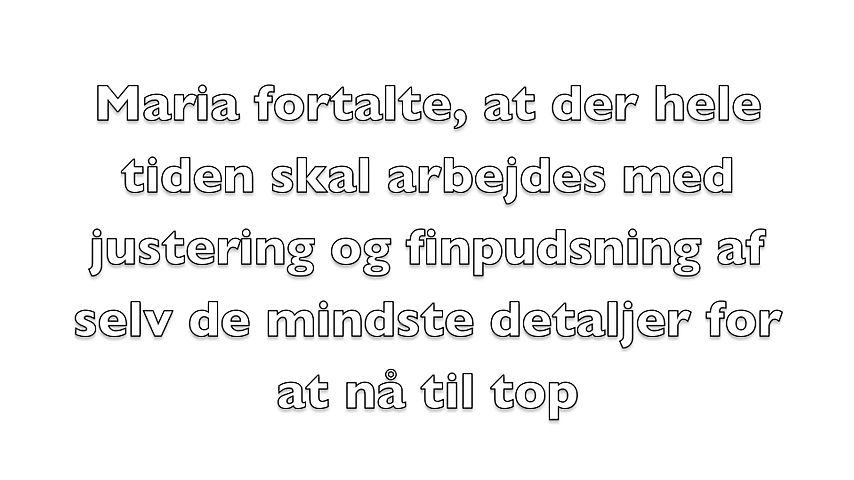 Maria fortalte, at der hele
tiden skal arbejdes med
justering og finpudsning af
selv de mindste detaljer for
at nå til top